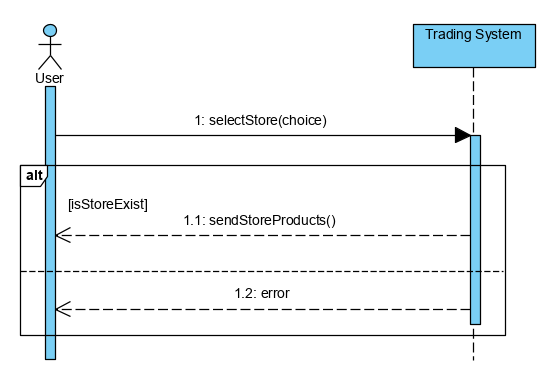 Trading System
User
1: selectStore(choice)
alt
[isStoreExist]
1.1: sendStoreProducts()
1.2: error